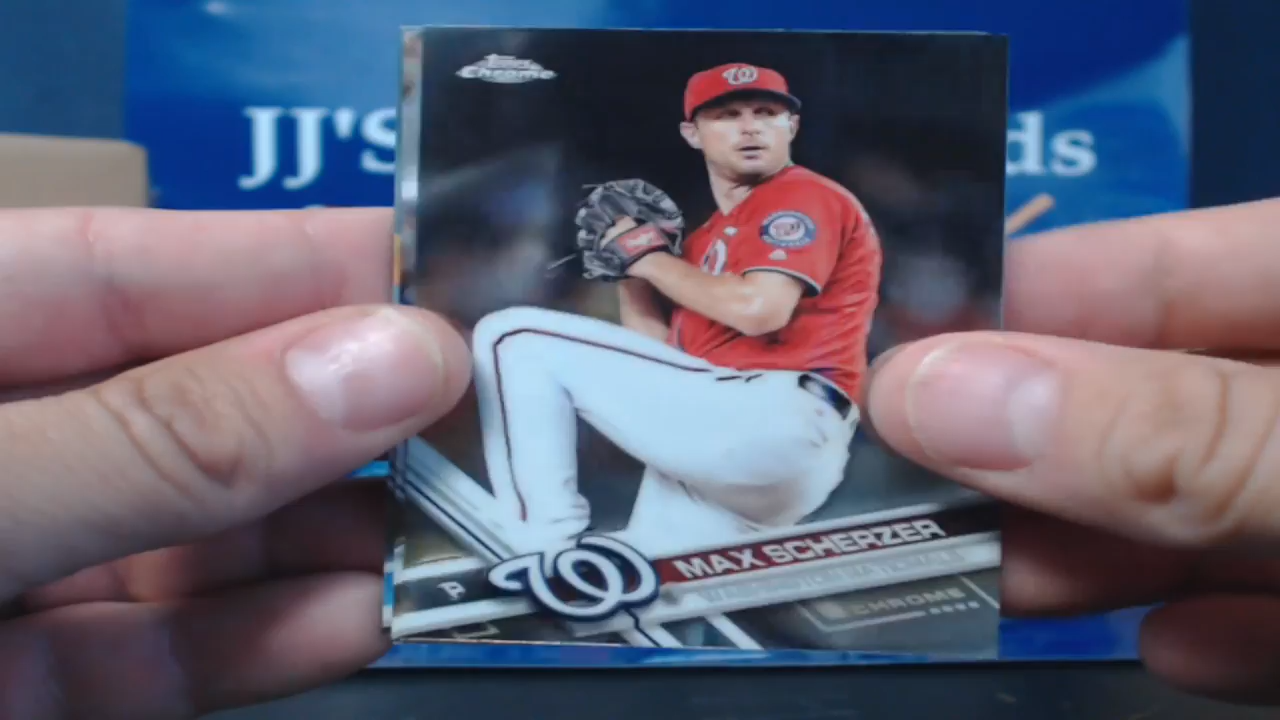 JJ'S ds
Topps
Chrome
W
W
MAX SCHERZER
P W
CHROME